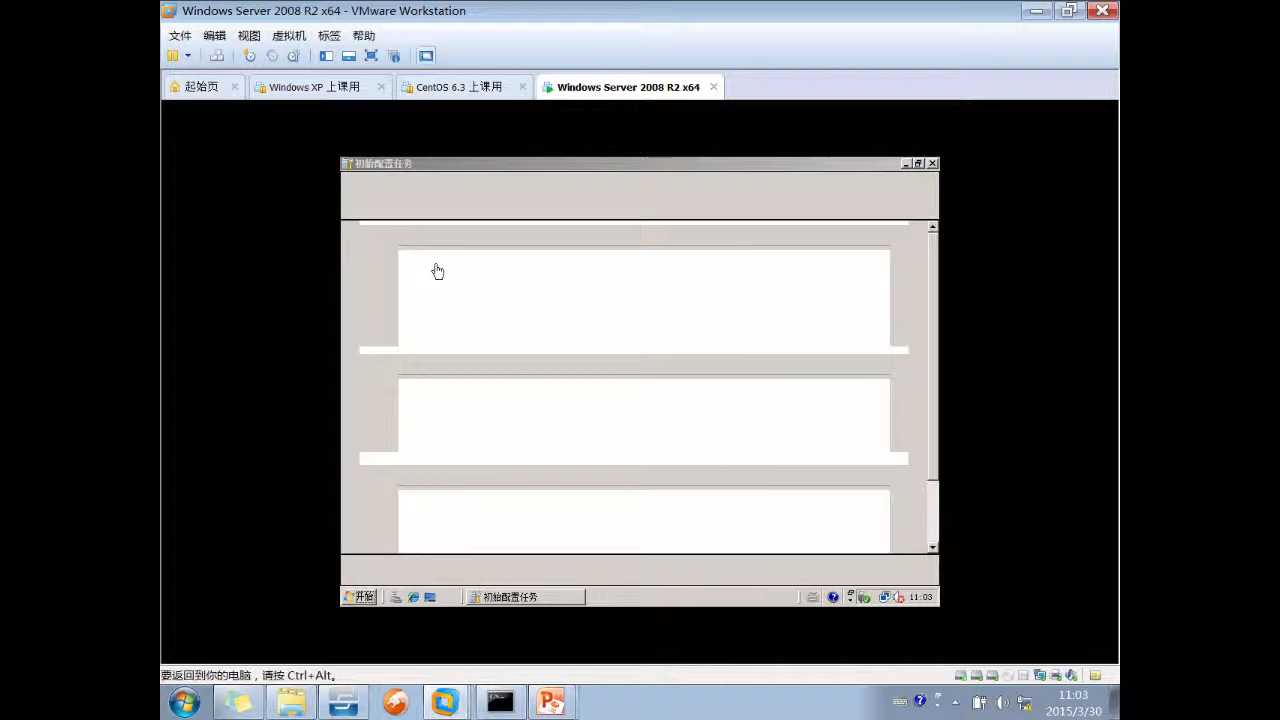 Windows Server 2008 R2 x64 - VMware Workstation
文件 编辑 视图 虚拟机 标签 帮助
起始页 Windows XP 上课用 CentOS 6.3 上课用 Windows Server 2008 R2 x64
初始配置任务
开始 初始配置任务 11:03
要返回到你的电脑，请按 Ctrl+Alt。
11:03
2015/3/30